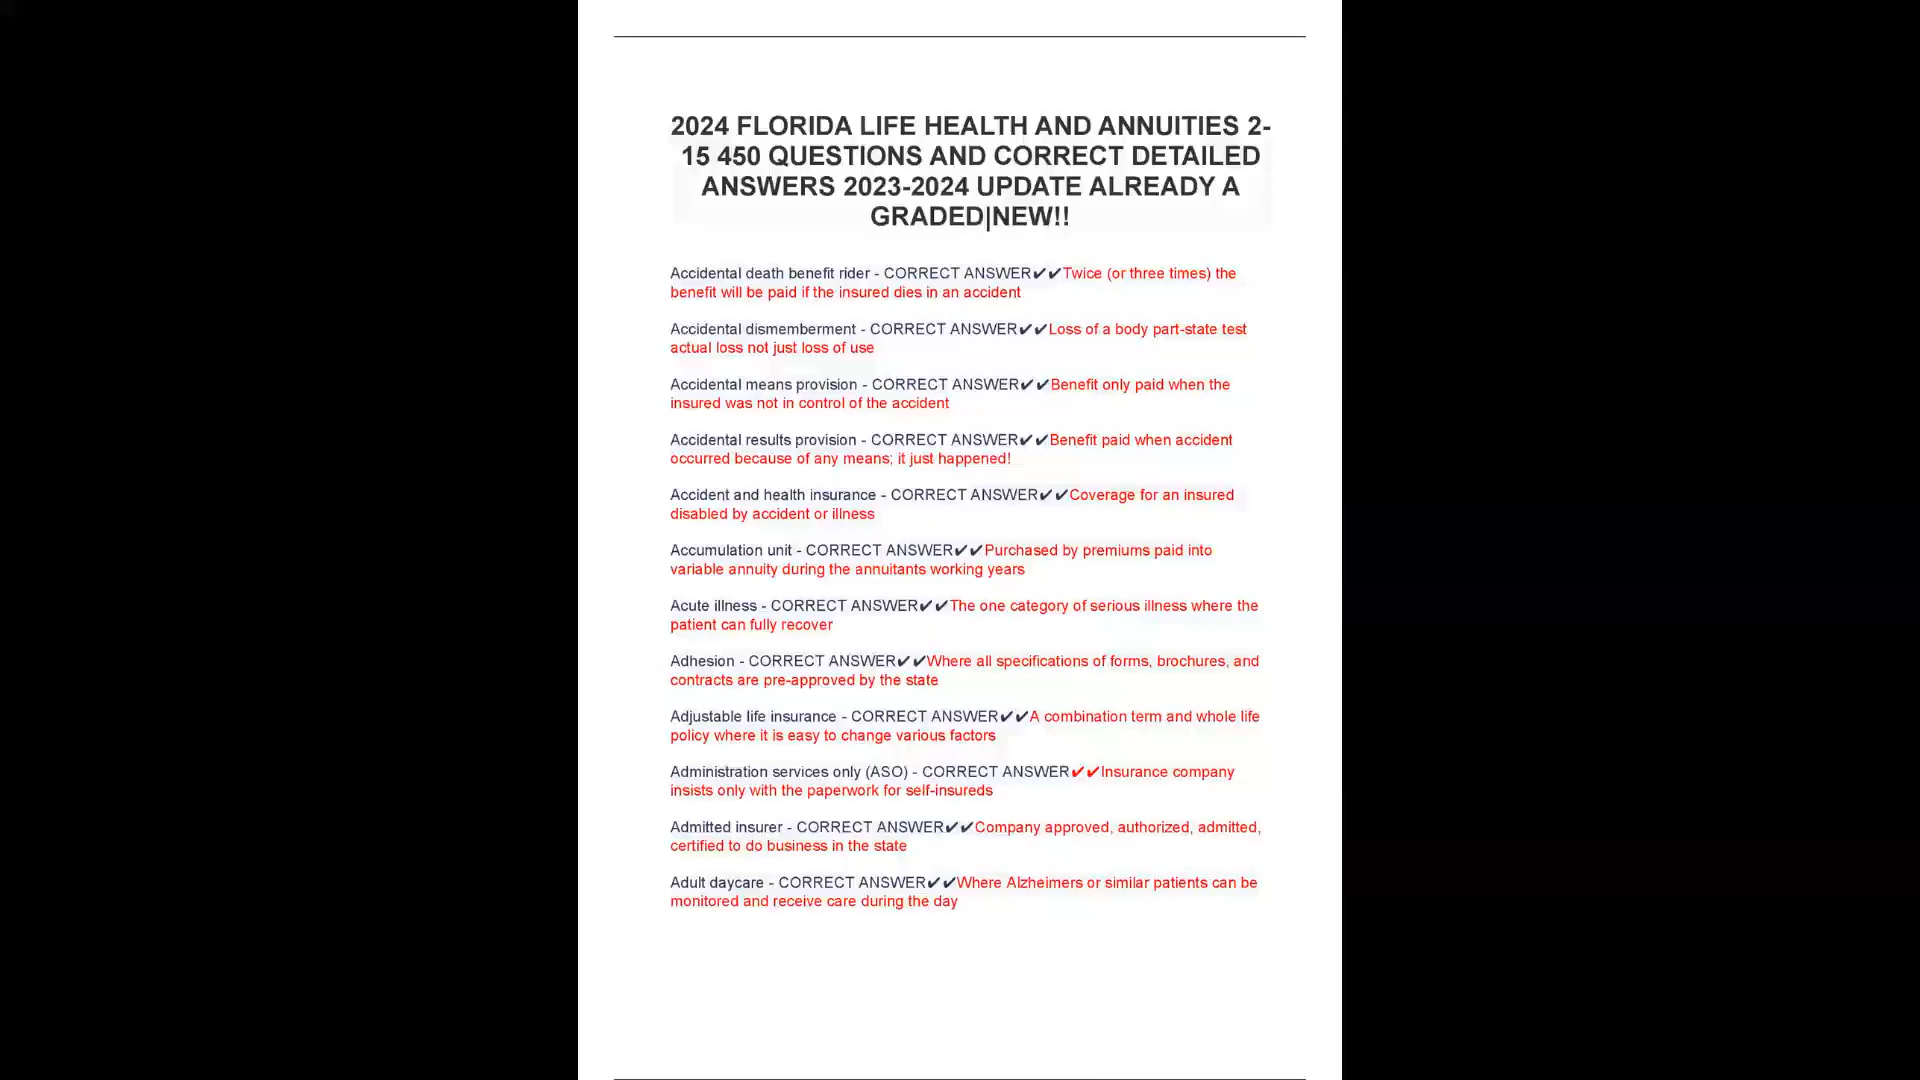 2024 FLORIDA LIFE HEALTH AND ANNUITIES 2-
15 450 QUESTIONS AND CORRECT DETAILED
ANSWERS 2023-2024 UPDATE ALREADY A
GRADED|NEW!!
Accidental death benefit rider - CORRECT ANSWER✔✔Twice (or three times) the
benefit will be paid if the insured dies in an accident
Accidental dismemberment - CORRECT ANSWER✔✔Loss of a body part-state test
actual loss not just loss of use
Accidental means provision - CORRECT ANSWER✔✔Benefit only paid when the
insured was not in control of the accident
Accidental results provision - CORRECT ANSWER✔✔Benefit paid when accident
occurred because of any means; it just happened!
Accident and health insurance - CORRECT ANSWER✔✔Coverage for an insured
disabled by accident or illness
Accumulation unit - CORRECT ANSWER✔✔Purchased by premiums paid into
variable annuity during the annuitants working years
Acute illness - CORRECT ANSWER✔✔The one category of serious illness where the
patient can fully recover
Adhesion - CORRECT ANSWER✔✔Where all specifications of forms, brochures, and
contracts are pre-approved by the state
Adjustable life insurance - CORRECT ANSWER✔✔A combination term and whole life
policy where it is easy to change various factors
Administration services only (ASO) - CORRECT ANSWER✔✔Insurance company
insists only with the paperwork for self-insureds
Admitted insurer - CORRECT ANSWER✔✔Company approved, authorized, admitted,
certified to do business in the state
Adult daycare - CORRECT ANSWER✔✔Where Alzheimers or similar patients can be
monitored and receive care during the day